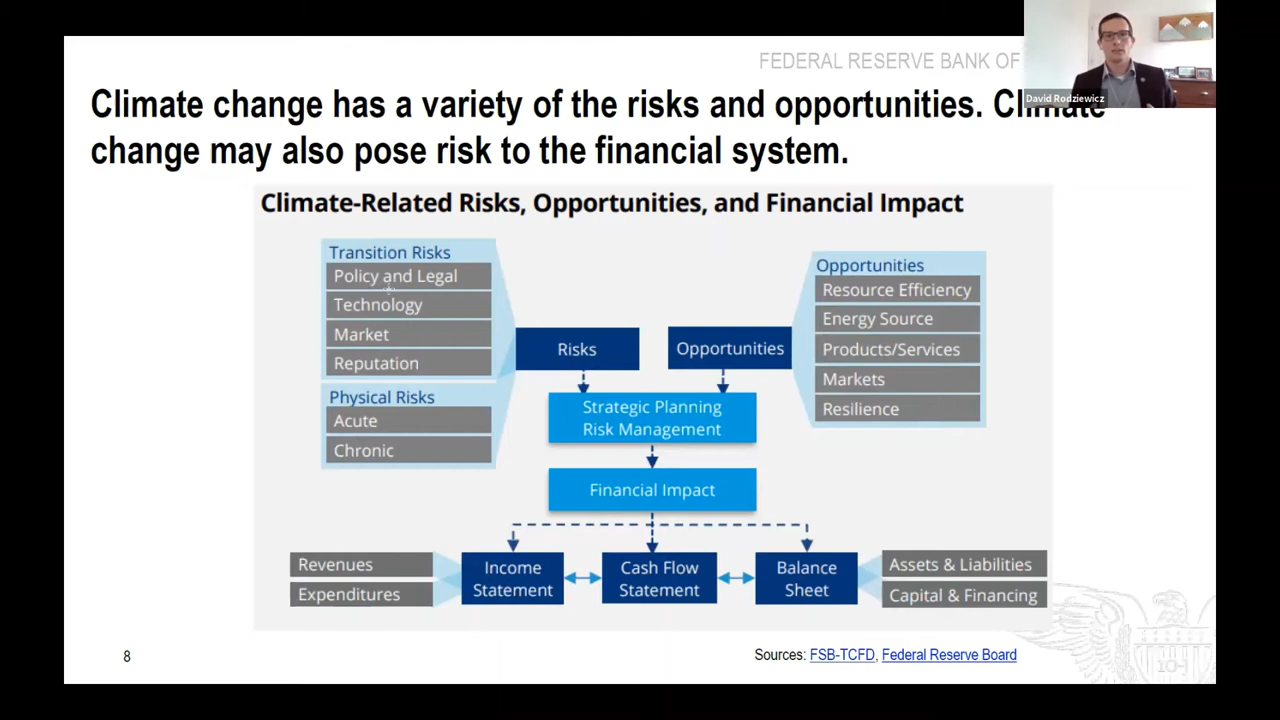 FEDERAL RESERVE BANK OF
David Rodziewicz
Climate change has a variety of the risks and opportunities. Climate
change may also pose risk to the financial system.
Climate-Related Risks, Opportunities, and Financial Impact
Transition Risks
Policy and Legal
Technology
Market
Reputation
Physical Risks
Acute
Chronic
Risks
Opportunities
Opportunities
Resource Efficiency
Energy Source
Products/Services
Markets
Resilience
Strategic Planning
Risk Management
Financial Impact
Revenues
Expenditures
Income
Statement
Cash Flow
Statement
Balance
Sheet
Assets & Liabilities
Capital & Financing
8
Sources: FSB-TCFD, Federal Reserve Board
10-J